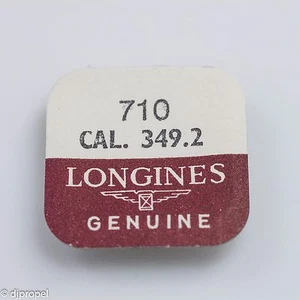 710
CAL. 349.2
LONGINES
GENUINE
©djpropel